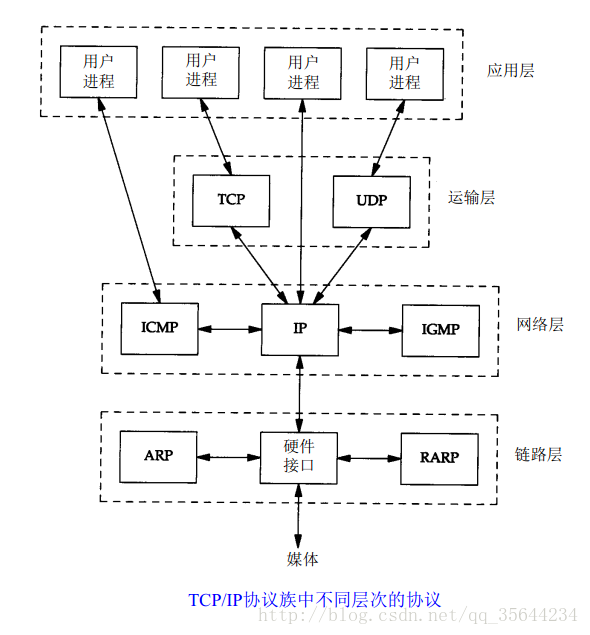 用户
进程
用户
进程
用户
进程
用户
进程
应用层
TCP
UDP
运输层
ICMP
IP
IGMP
网络层
ARP
硬件
接口
RARP
链路层
媒体
TCP/IP协议族中不同层次的协议
http://blog.csdn.net/qq_35644234